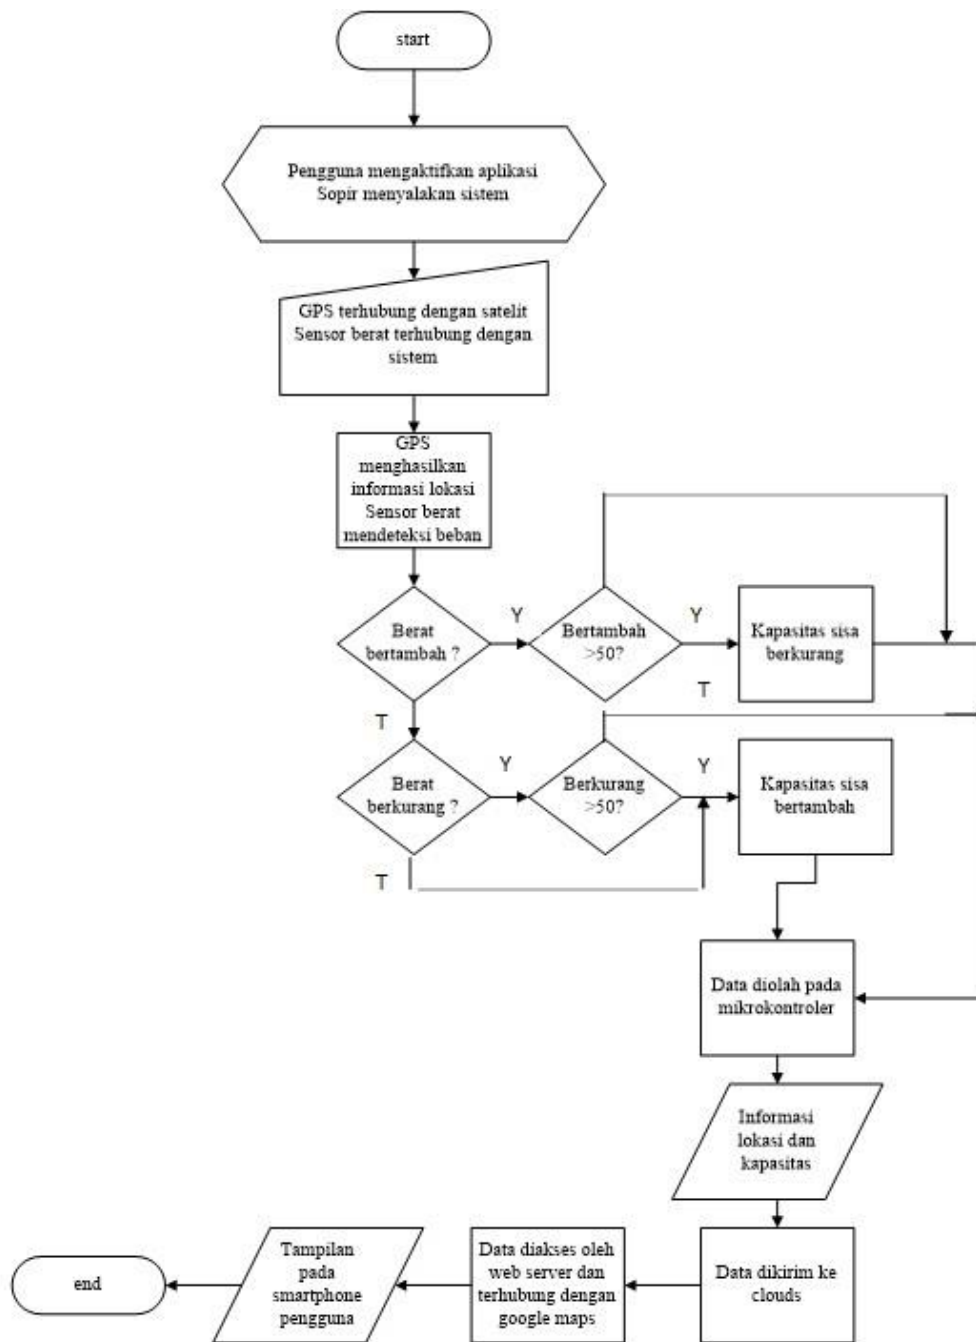 start
Pengguna mengaktifkan aplikasi
Sopir menyalakan sistem
GPS terhubung dengan satelit
Sensor berat terhubung dengan
sistem
GPS
menghasilkan
informasi lokasi
Sensor berat
mendeteksi beban
Berat
bertambah ?
Y
Bertambah
>50?
Y
Kapasitas sisa
berkurang
T
T
Berat
berkurang ?
Y
Berkurang
>50?
Y
Kapasitas sisa
bertambah
T
Data diolah pada
mikrokontroler
Informasi
lokasi dan
kapasitas
Data dikirim ke
clouds
Data diakses oleh
web server dan
terhubung dengan
google maps
Tampilan
pada
smartphone
pengguna
end